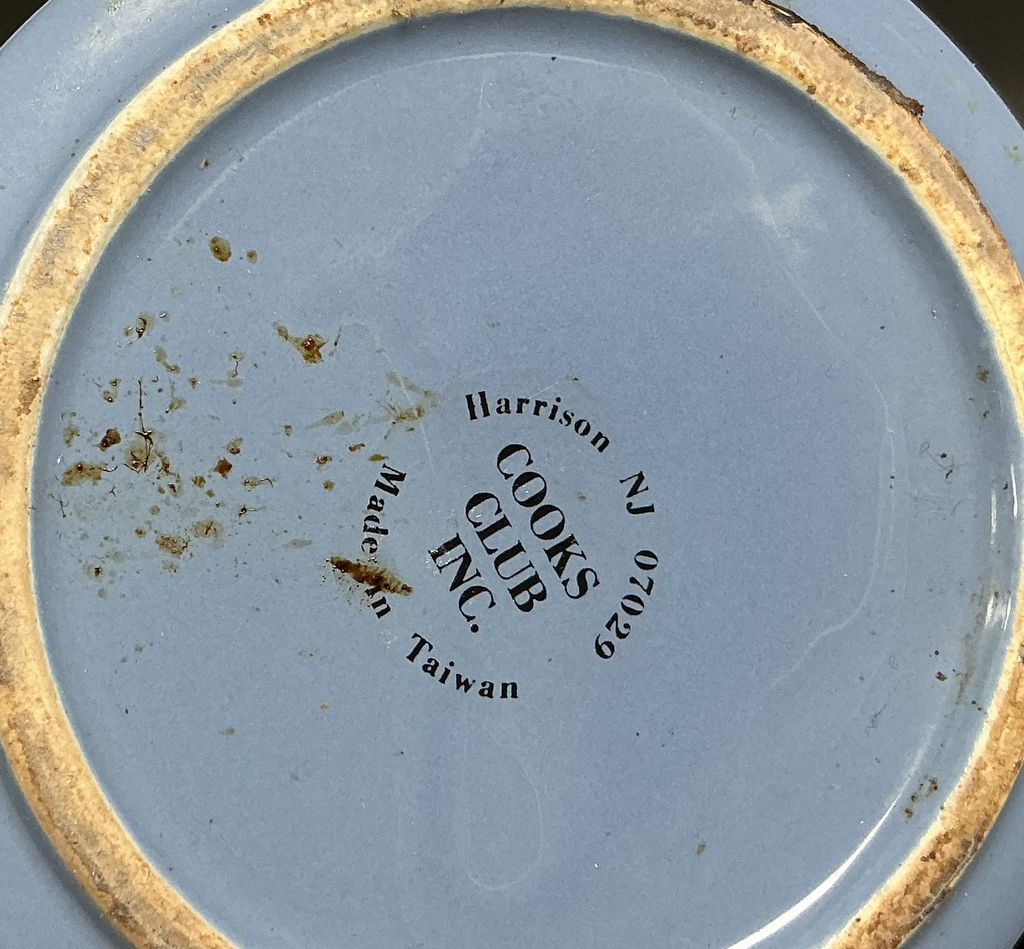 Harrison NJ 07029
COOKS
CLUB
INC.
Made in Taiwan